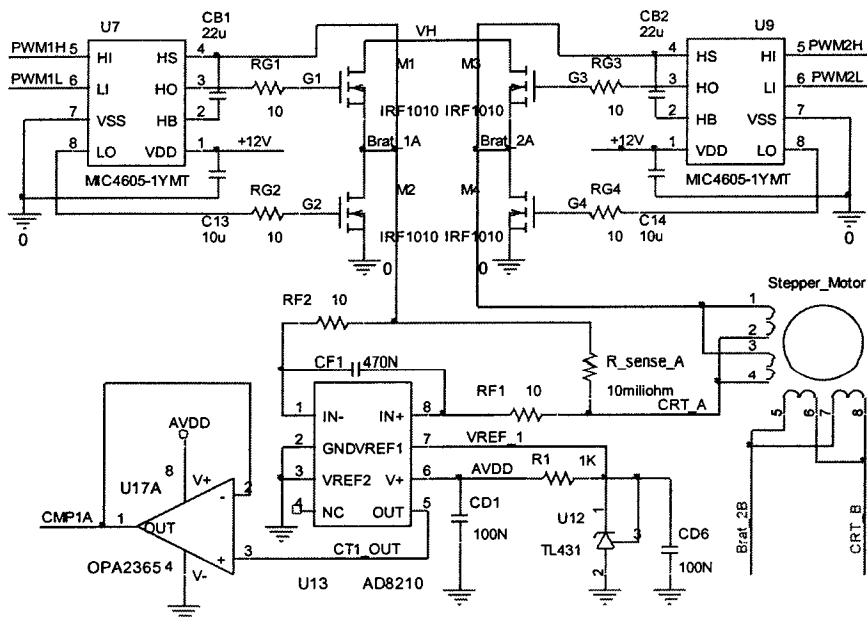 U7
CB1
22u
VH
CB2
22u
U9
PWM1H 5 HI HS 4
M1
M3
4 HS HI 5 PWM2H
PWM1L 6 LI HO 3
RG1
G1
G3
RG3
3 HO LI 6 PWM2L
10
IRF1010
IRF1010
10
7 VSS HB 2
2 HB VSS 7
8 LO VDD 1
+12V
Brat_1A
Brat_2A
+12V
1 VDD LO 8
MIC4605-1YMT
M2
M4
MIC4605-1YMT
RG2
G2
G4
RG4
0
C13
10u
10
IRF1010
IRF1010
10
C14
10u
0
0
0
Stepper_Motor
RF2
10
1
2
3
4
R_sense_A
10miliohm
CF1
470N
RF1
10
CRT_A
1 IN- IN+ 8
5
6
7
8
AVDD
2 GND VREF1 7
VREF_1
8
V+
U17A
3 VREF2 V+ 6
AVDD
R1
1K
2
-
4 NC OUT 5
CD1
100N
U12
1
3
CMP1A
1
OUT
TL431
CD6
100N
+
3
CT1_OUT
2
OPA2365
4
V-
U13
AD8210
Brat_2B
CRT_B